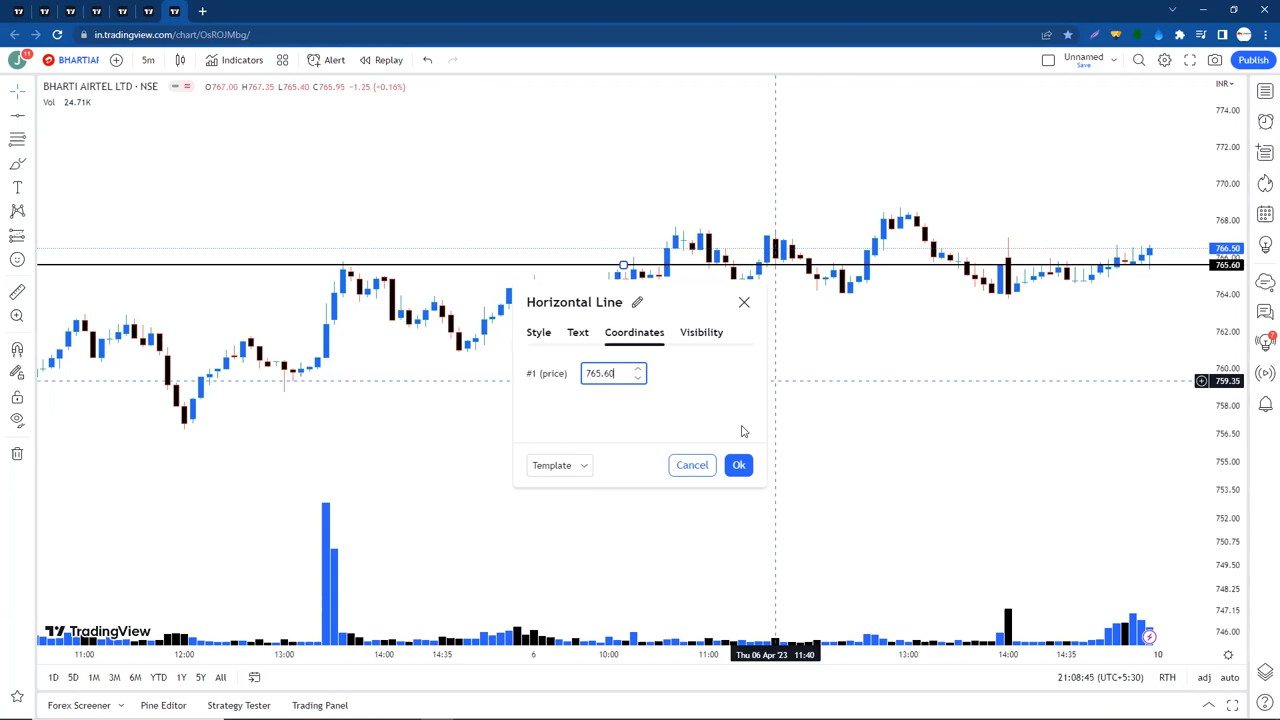 in.tradingview.com/chart/OsROJMbg/
J 11 BHARTIAF 5m Indicators Alert Replay Unnamed Save Publish
BHARTI AIRTEL LTD · 5 · NSE O767.00 H767.35 L765.40 C765.95 −1.25 (−0.16%) INR
Vol 24.71K
774.00
772.00
770.00
768.00
766.50
766.00
765.60
764.00
762.00
760.00
759.35
758.00
756.50
755.00
753.50
752.00
750.75
749.50
748.25
747.15
746.00
Horizontal Line
Style Text Coordinates Visibility
#1 (price) 765.60
Template Cancel Ok
7
TradingView
11:00 12:00 13:00 14:00 14:35 6 10:00 11:00 Thu 06 Apr '23 11:40 13:00 14:00 14:35 10
1D 5D 1M 3M 6M YTD 1Y 5Y All 21:08:45 (UTC+5:30) RTH adj auto
Forex Screener Pine Editor Strategy Tester Trading Panel